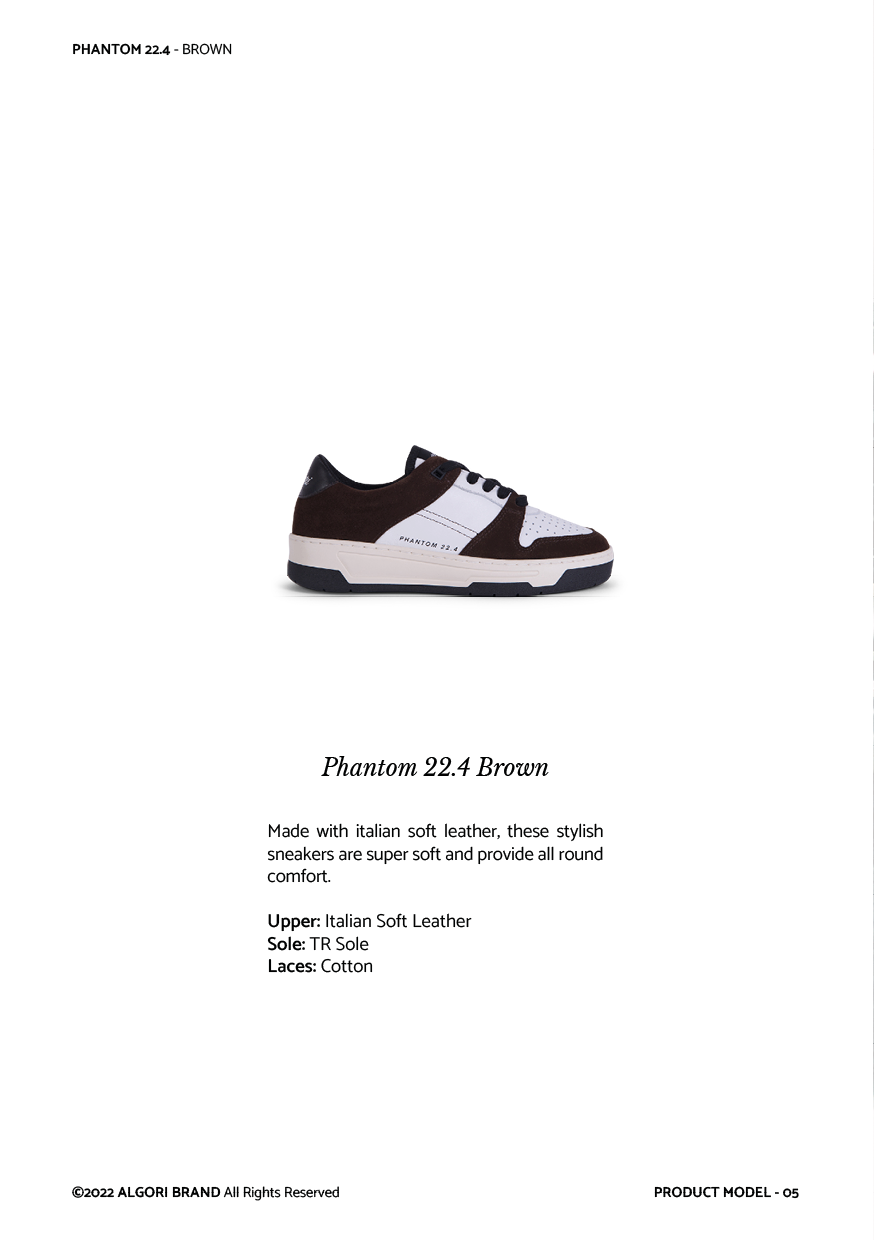 PHANTOM 22.4 - BROWN
PHANTOM 22.4
Phantom 22.4 Brown
Made with italian soft leather, these stylish
sneakers are super soft and provide all round
comfort.
Upper: Italian Soft Leather
Sole: TR Sole
Laces: Cotton
©2022 ALGORI BRAND All Rights Reserved
PRODUCT MODEL - 05